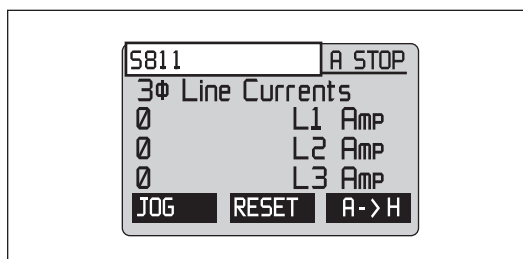 S811 A STOP
3Φ Line Currents
0 L1 Amp
0 L2 Amp
0 L3 Amp
JOG RESET A->H